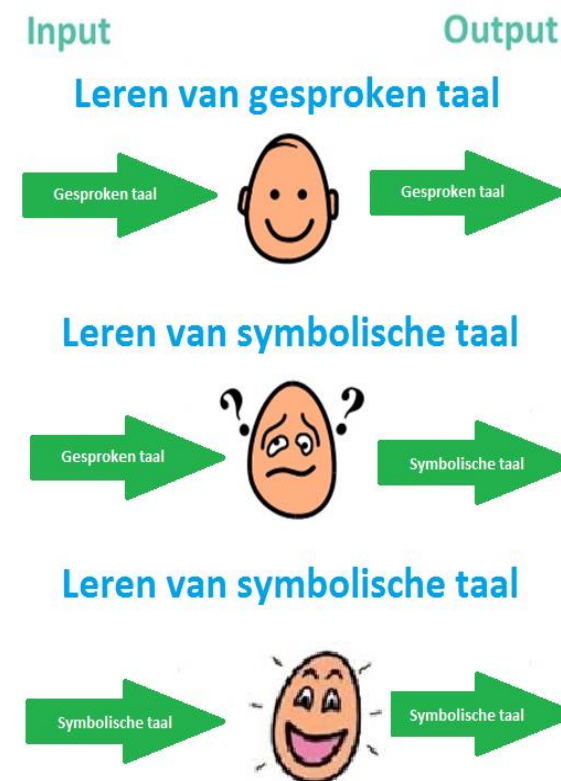 Input Output
Leren van gesproken taal
Gesproken taal Gesproken taal
Leren van symbolische taal
? ?
Gesproken taal Symbolische taal
Leren van symbolische taal
Symbolische taal Symbolische taal